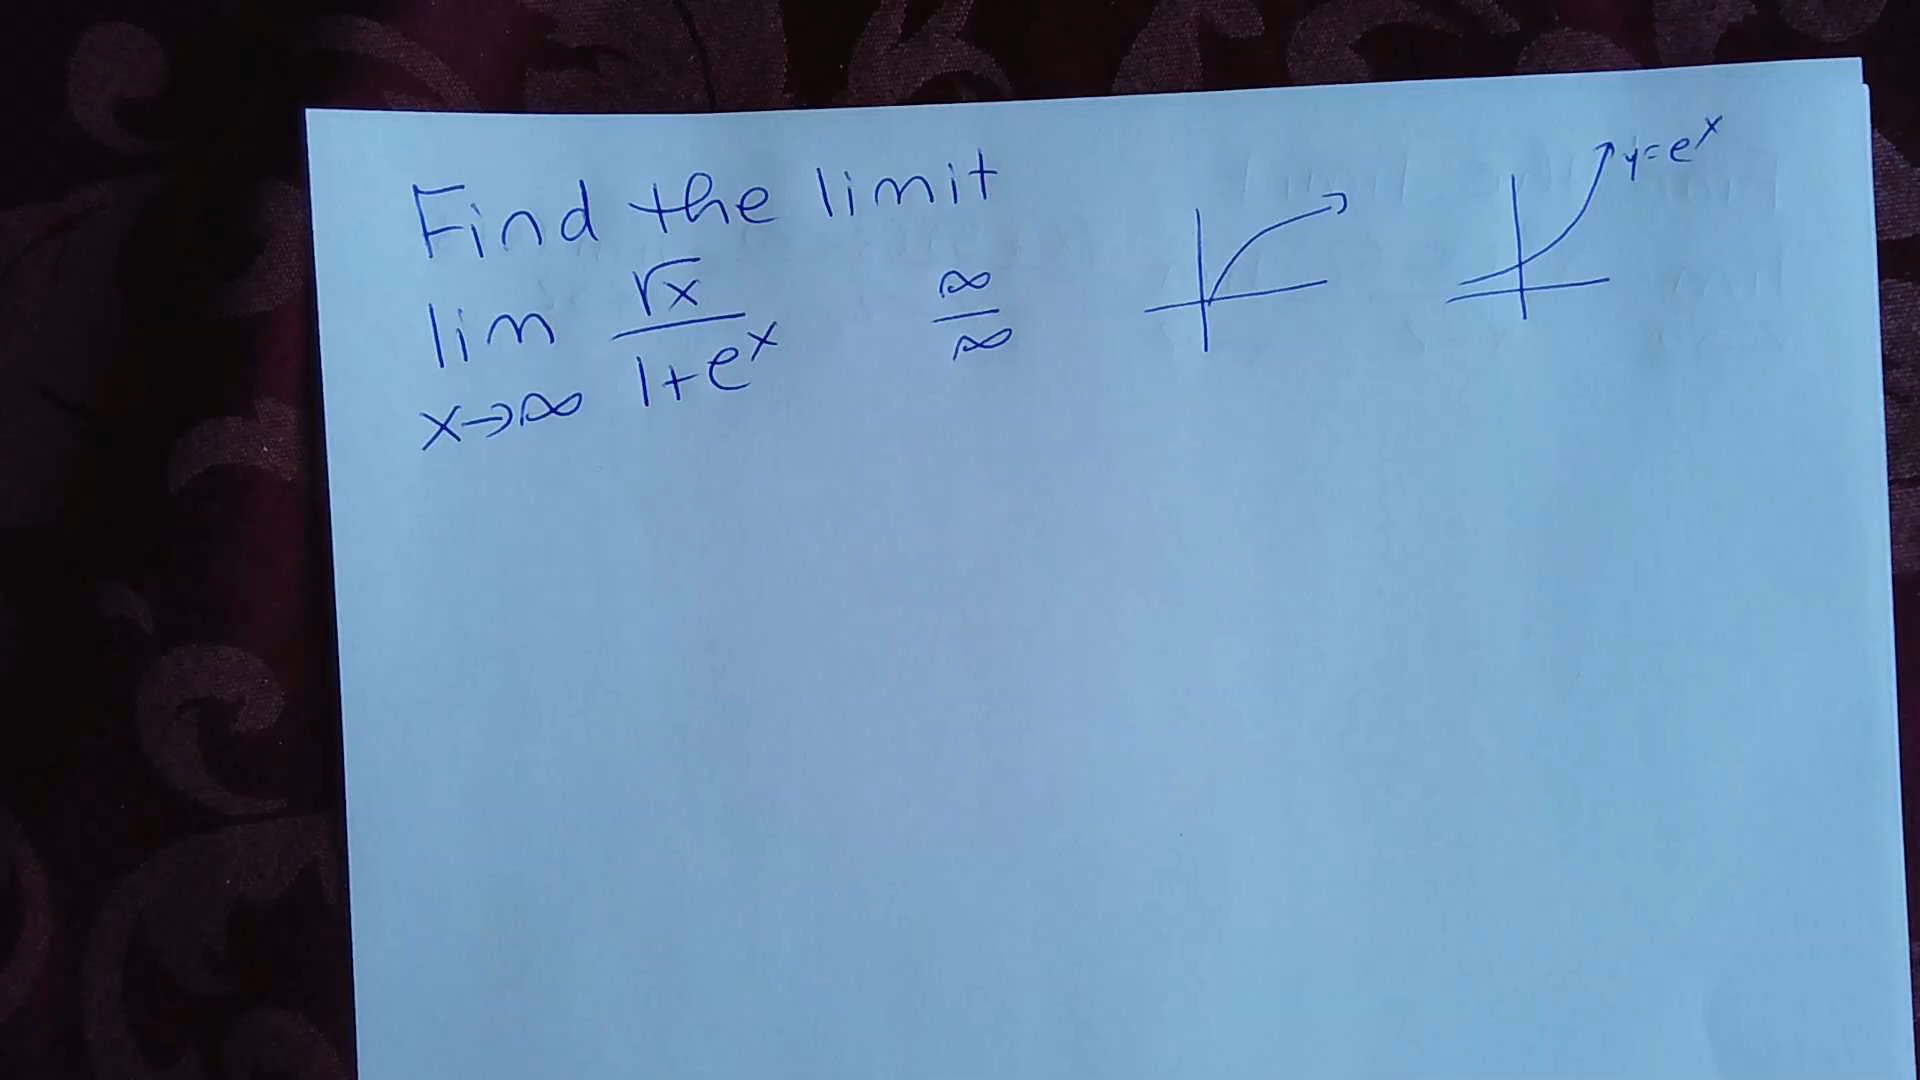 Find the limit
lim √x / 1+e^x
x→∞
∞/∞
y=e^x